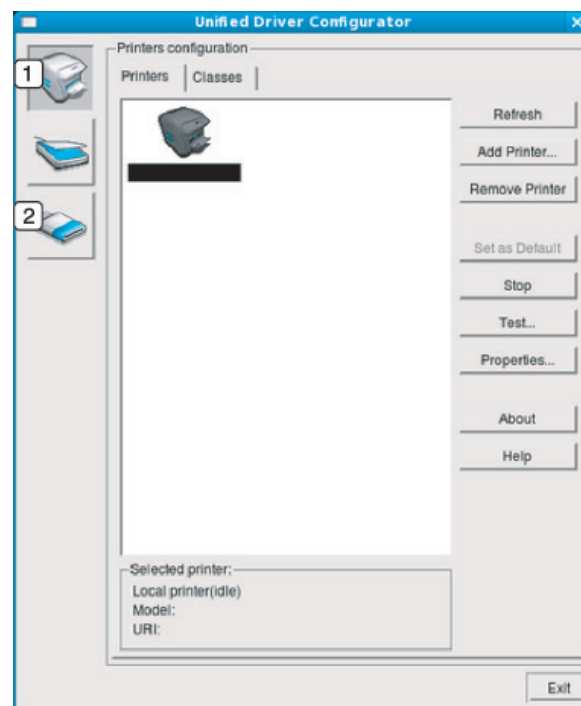 Unified Driver Configurator
1
2
Printers configuration
Printers
Classes
Refresh
Add Printer...
Remove Printer
Set as Default
Stop
Test...
Properties...
About
Help
Selected printer:
Local printer(idle)
Model:
URI:
Exit